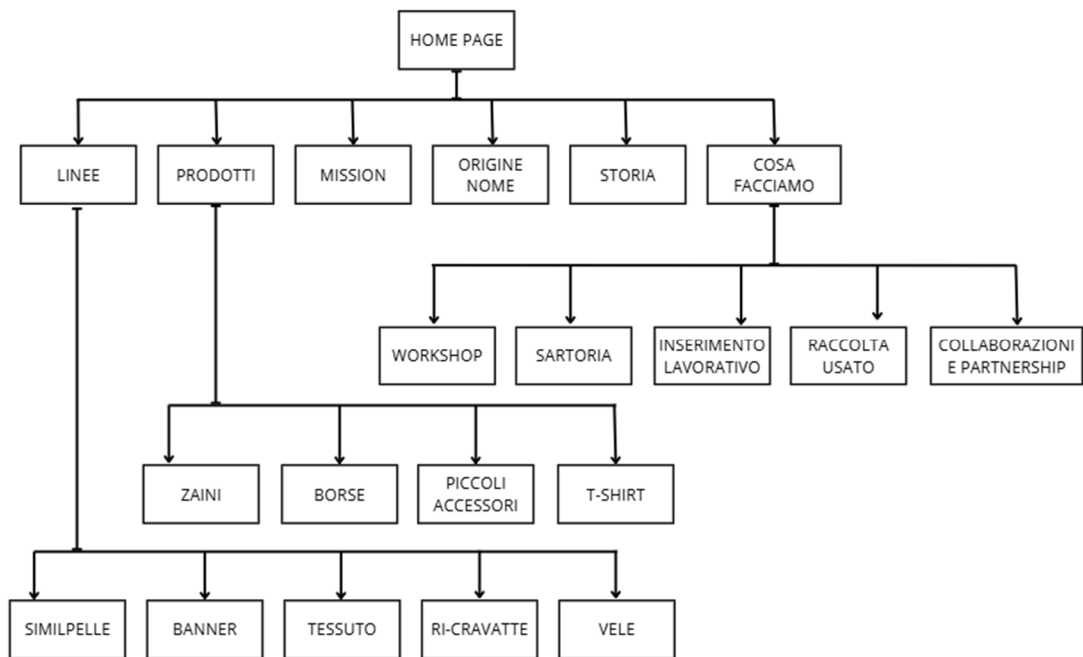 HOME PAGE
LINEE
PRODOTTI
MISSION
ORIGINE
NOME
STORIA
COSA
FACCIAMO
WORKSHOP
SARTORIA
INSERIMENTO
LAVORATIVO
RACCOLTA
USATO
COLLABORAZIONI
E PARTNERSHIP
ZAINI
BORSE
PICCOLI
ACCESSORI
T-SHIRT
SIMILPELLE
BANNER
TESSUTO
RI-CRAVATTE
VELE